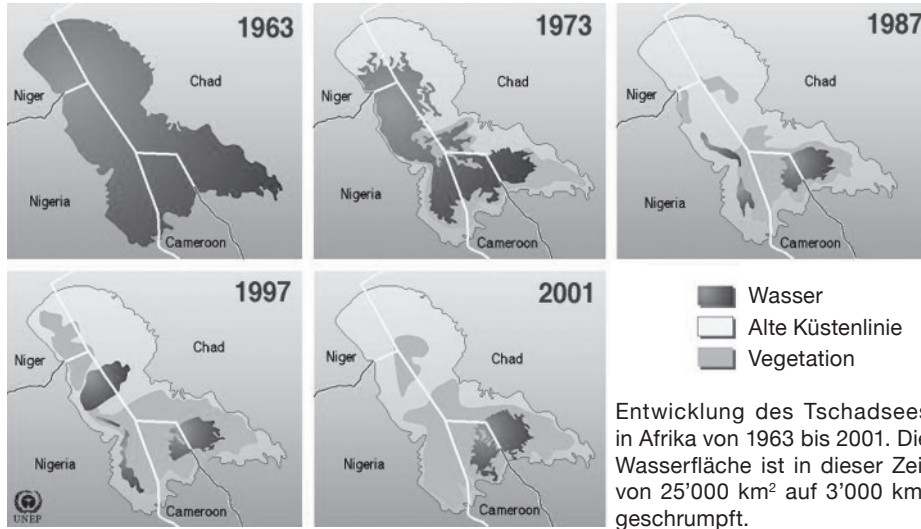 1963
Chad
Niger
Nigeria
Cameroon
1973
Chad
Niger
Nigeria
Cameroon
1987
Chad
Niger
Nigeria
Cameroon
1997
Chad
Niger
Nigeria
Cameroon
UNEP
2001
Chad
Niger
Nigeria
Cameroon
Wasser
Alte Küstenlinie
Vegetation
Entwicklung des Tschadsees
in Afrika von 1963 bis 2001. Die
Wasserfläche ist in dieser Zei
von 25'000 km² auf 3'000 km
geschrumpft.